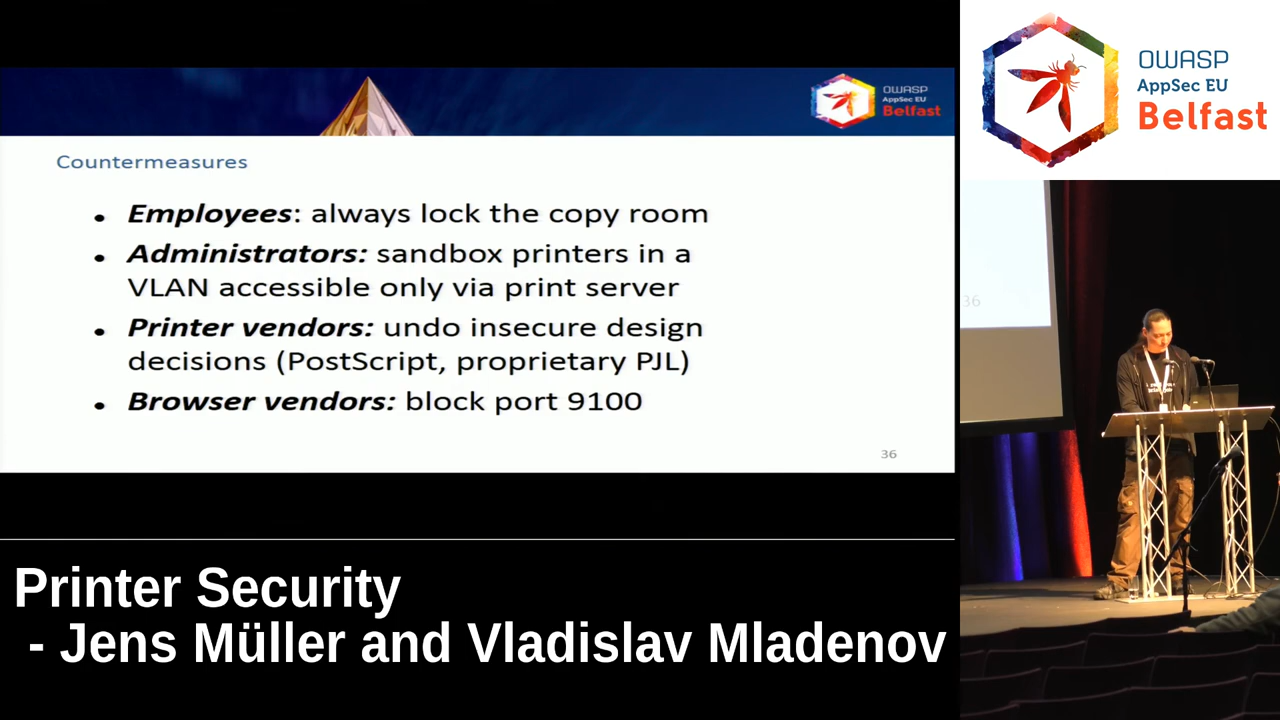 OWASP
AppSec EU
Belfast
Countermeasures
• Employees: always lock the copy room
• Administrators: sandbox printers in a
VLAN accessible only via print server
• Printer vendors: undo insecure design
decisions (PostScript, proprietary PJL)
• Browser vendors: block port 9100
36
Printer Security
- Jens Müller and Vladislav Mladenov
OWASP
AppSec EU
Belfast
36